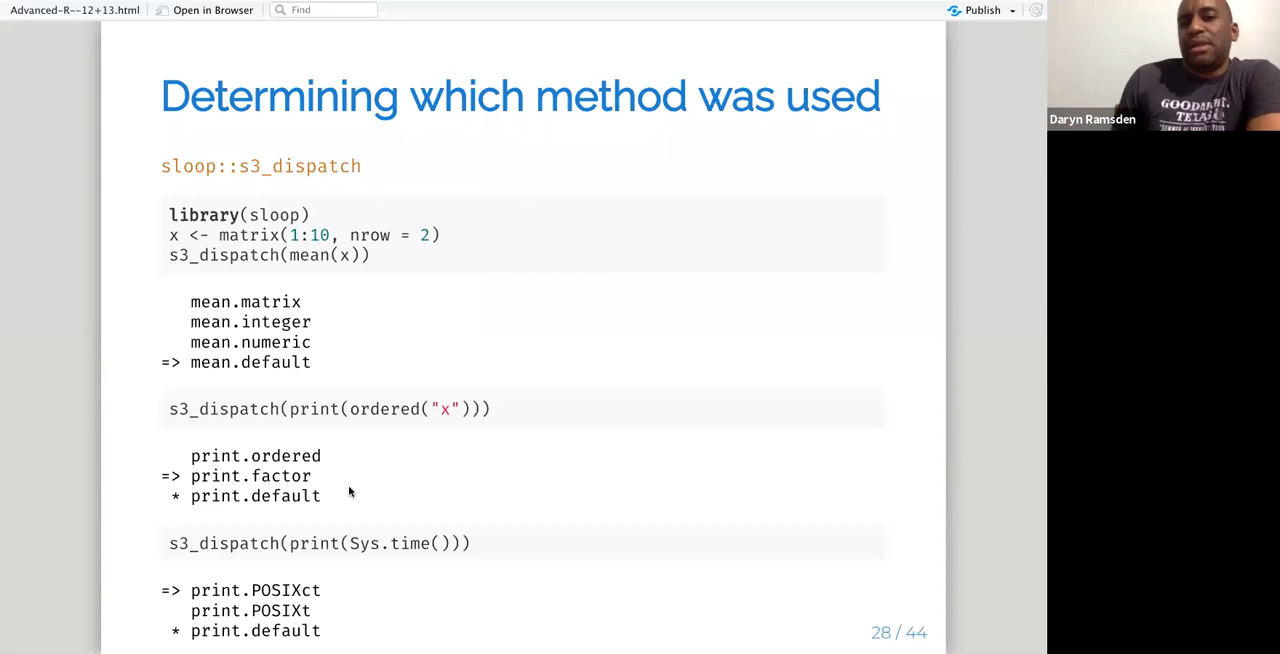 Advanced-R--12+13.html
Open in Browser
Find
Publish
Determining which method was used
sloop::s3_dispatch
library(sloop)
x <- matrix(1:10, nrow = 2)
s3_dispatch(mean(x))
mean.matrix
mean.integer
mean.numeric
=> mean.default
s3_dispatch(print(ordered("x")))
print.ordered
=> print.factor
* print.default
s3_dispatch(print(Sys.time()))
=> print.POSIXct
print.POSIXt
* print.default
28 / 44
Daryn Ramsden
TEXAS